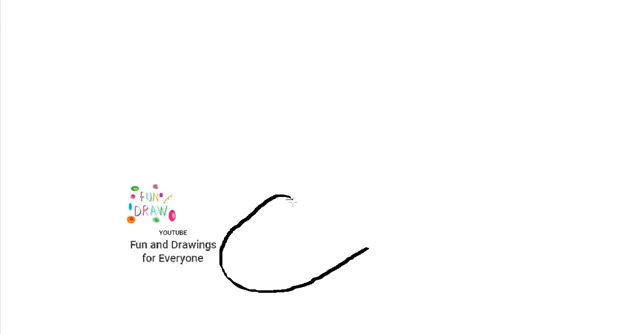 FUN
DRAW
YOUTUBE
Fun and Drawings
for Everyone